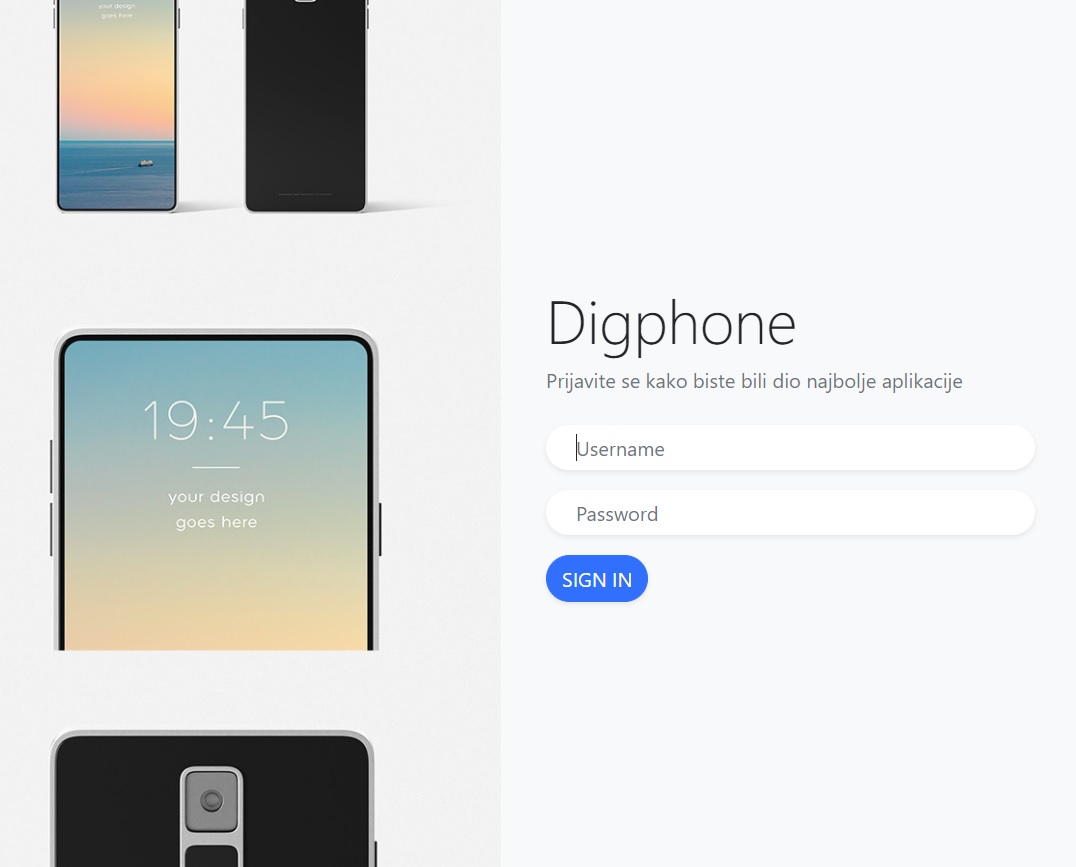 your design
goes here
Digphone
Prijavite se kako biste bili dio najbolje aplikacije
19:45
your design
goes here
Username
Password
SIGN IN